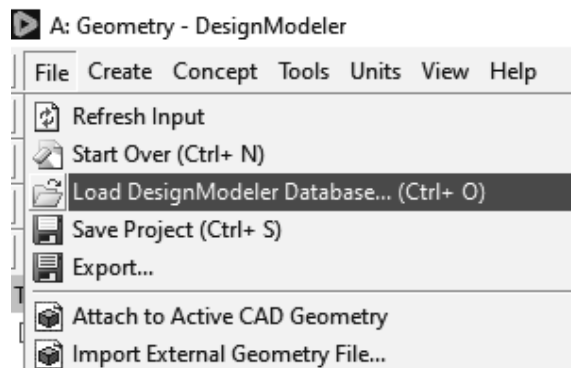 A: Geometry - DesignModeler
File Create Concept Tools Units View Help
Refresh Input
Start Over (Ctrl+ N)
Load DesignModeler Database... (Ctrl+ O)
Save Project (Ctrl+ S)
Export...
T
Attach to Active CAD Geometry
Import External Geometry File...